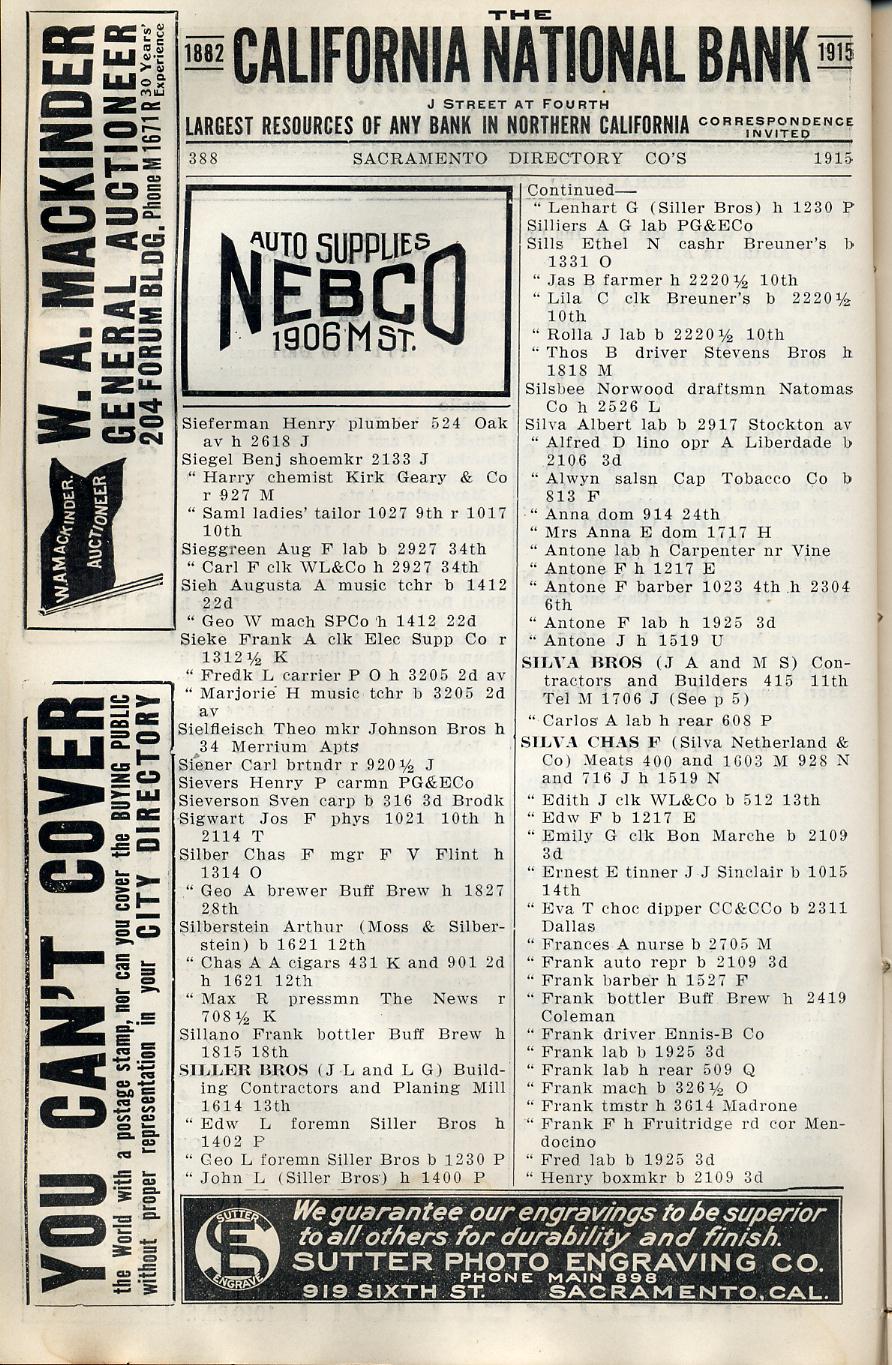 THE
1882 CALIFORNIA NATIONAL BANK 1915
J STREET AT FOURTH
LARGEST RESOURCES OF ANY BANK IN NORTHERN CALIFORNIA CORRESPONDENCE INVITED
388 SACRAMENTO DIRECTORY CO'S 1915
W. A. MACKINDER
GENERAL AUCTIONEER
204 FORUM BLDG. Phone M 1671 R 30 Years' Experience
W.A. MACKINDER.
AUCTIONEER
YOU CAN'T COVER
the World with a postage stamp, nor can you cover the BUYING PUBLIC
without proper representation in your CITY DIRECTORY
AUTO SUPPLIES
NEBCO
1906 M ST.
Sieferman Henry plumber 524 Oak
av h 2618 J
Siegel Benj shoemkr 2133 J
" Harry chemist Kirk Geary & Co
r 927 M
" Saml ladies' tailor 1027 9th r 1017
10th
Sieggreen Aug F lab b 2927 34th
" Carl F clk WL&Co h 2927 34th
Sieh Augusta A music tchr b 1412
22d
" Geo W mach SPCo h 1412 22d
Sieke Frank A clk Elec Supp Co r
1312½ K
" Fredk L carrier P O h 3205 2d av
" Marjorie H music tchr b 3205 2d
av
Sielfleisch Theo mkr Johnson Bros h
34 Merrium Apts
Siener Carl brtndr r 920½ J
Sievers Henry P carmn PG&ECo
Sieverson Sven carp b 316 3d Brodk
Sigwart Jos F phys 1021 10th h
2114 T
Silber Chas F mgr F V Flint h
1314 O
" Geo A brewer Buff Brew h 1827
28th
Silberstein Arthur (Moss & Silber-
stein) b 1621 12th
" Chas A A cigars 431 K and 901 2d
h 1621 12th
" Max R pressmn The News r
708½ K
Sillano Frank bottler Buff Brew h
1815 18th
SILLER BROS (J L and L G) Build-
ing Contractors and Planing Mill
1614 13th
" Edw L foremn Siller Bros h
1402 P
" Geo L foremn Siller Bros b 1230 P
" John L (Siller Bros) h 1400 P
Continued—
" Lenhart G (Siller Bros) h 1230 P
Silliers A G lab PG&ECo
Sills Ethel N cashr Breuner's b
1331 O
" Jas B farmer h 2220½ 10th
" Lila C clk Breuner's b 2220½
10th
" Rolla J lab b 2220½ 10th
" Thos B driver Stevens Bros h
1818 M
Silsbee Norwood draftsmn Natomas
Co h 2526 L
Silva Albert lab b 2917 Stockton av
" Alfred D lino opr A Liberdade b
2106 3d
" Alwyn salsn Cap Tobacco Co b
813 F
" Anna dom 914 24th
" Mrs Anna E dom 1717 H
" Antone lab h Carpenter nr Vine
" Antone F h 1217 E
" Antone F barber 1023 4th h 2304
6th
" Antone F lab h 1925 3d
" Antone J h 1519 U
SILVA BROS (J A and M S) Con-
tractors and Builders 415 11th
Tel M 1706 J (See p 5)
" Carlos A lab h rear 608 P
SILVA CHAS F (Silva Netherland &
Co) Meats 400 and 1603 M 928 N
and 716 J h 1519 N
" Edith J clk WL&Co b 512 13th
" Edw F b 1217 E
" Emily G clk Bon Marche b 2109
3d
" Ernest E tinner J J Sinclair b 1015
14th
" Eva T choc dipper CC&CCo b 2311
Dallas
" Frances A nurse b 2705 M
" Frank auto repr b 2109 3d
" Frank barber h 1527 F
" Frank bottler Buff Brew h 2419
Coleman
" Frank driver Ennis-B Co
" Frank lab b 1925 3d
" Frank lab h rear 509 Q
" Frank mach b 326½ O
" Frank tmstr h 3614 Madrone
" Frank F h Fruitridge rd cor Men-
docino
" Fred lab b 1925 3d
" Henry boxmkr b 2109 3d
SUTTER
SE
ENGRAVE
We guarantee our engravings to be superior
to all others for durability and finish.
SUTTER PHOTO ENGRAVING CO.
PHONE MAIN 898
919 SIXTH ST. SACRAMENTO, CAL.